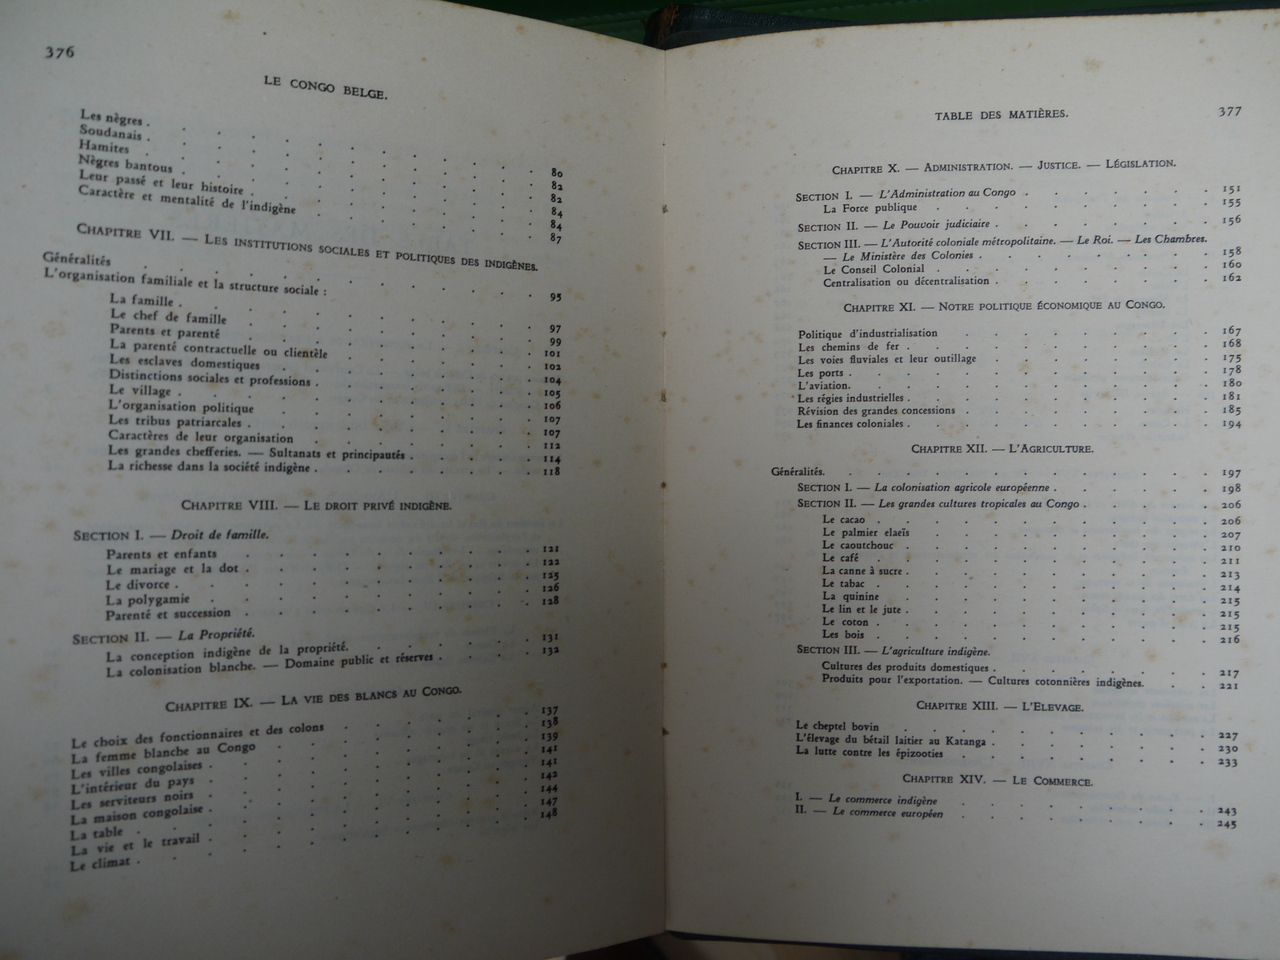 376
LE CONGO BELGE.
Les nègres . 80
Soudanais . 82
Hamites 82
Nègres bantous 84
Leur passé et leur histoire . 84
Caractère et mentalité de l'indigène 87
CHAPITRE VII. — LES INSTITUTIONS SOCIALES ET POLITIQUES DES INDIGÈNES.
Généralités 95
L'organisation familiale et la structure sociale :
La famille . 97
Le chef de famille 99
Parents et parenté 101
La parenté contractuelle ou clientèle 102
Les esclaves domestiques 104
Distinctions sociales et professions . 105
Le village . 106
L'organisation politique 107
Les tribus patriarcales . 107
Caractères de leur organisation 112
Les grandes chefferies. — Sultanats et principautés . 114
La richesse dans la société indigène . 118
CHAPITRE VIII. — LE DROIT PRIVÉ INDIGÈNE.
SECTION I. — Droit de famille.
Parents et enfants 121
Le mariage et la dot . 122
Le divorce . 125
La polygamie 126
Parenté et succession 128
SECTION II. — La Propriété.
La conception indigène de la propriété. 131
La colonisation blanche. — Domaine public et réserves . 132
CHAPITRE IX. — LA VIE DES BLANCS AU CONGO.
Le choix des fonctionnaires et des colons 137
La femme blanche au Congo 138
Les villes congolaises . 139
L'intérieur du pays 141
Les serviteurs noirs 141
La maison congolaise . 142
La table 144
La vie et le travail 147
Le climat . 148
TABLE DES MATIÈRES. 377
CHAPITRE X. — ADMINISTRATION. — JUSTICE. — LÉGISLATION.
SECTION I. — L'Administration au Congo . 151
La Force publique 155
SECTION II. — Le Pouvoir judiciaire . 156
SECTION III. — L'Autorité coloniale métropolitaine. — Le Roi. — Les Chambres.
— Le Ministère des Colonies . 158
Le Conseil Colonial 160
Centralisation ou décentralisation 162
CHAPITRE XI. — NOTRE POLITIQUE ÉCONOMIQUE AU CONGO.
Politique d'industrialisation 167
Les chemins de fer . 168
Les voies fluviales et leur outillage 175
Les ports . 178
L'aviation. 180
Les régies industrielles . 181
Révision des grandes concessions 185
Les finances coloniales . 194
CHAPITRE XII. — L'AGRICULTURE.
Généralités. 197
SECTION I. — La colonisation agricole européenne . 198
SECTION II. — Les grandes cultures tropicales au Congo . 206
Le cacao 206
Le palmier elaeïs 207
Le caoutchouc 210
Le café 211
La canne à sucre . 213
Le tabac 214
La quinine 215
Le lin et le jute . 215
Le coton 215
Les bois 216
SECTION III. — L'agriculture indigène.
Cultures des produits domestiques . 217
Produits pour l'exportation. — Cultures cotonnières indigènes. 221
CHAPITRE XIII. — L'ELEVAGE.
Le cheptel bovin 227
L'élevage du bétail laitier au Katanga . 230
La lutte contre les épizooties 233
CHAPITRE XIV. — LE COMMERCE.
I. — Le commerce indigène 243
II. — Le commerce européen 245